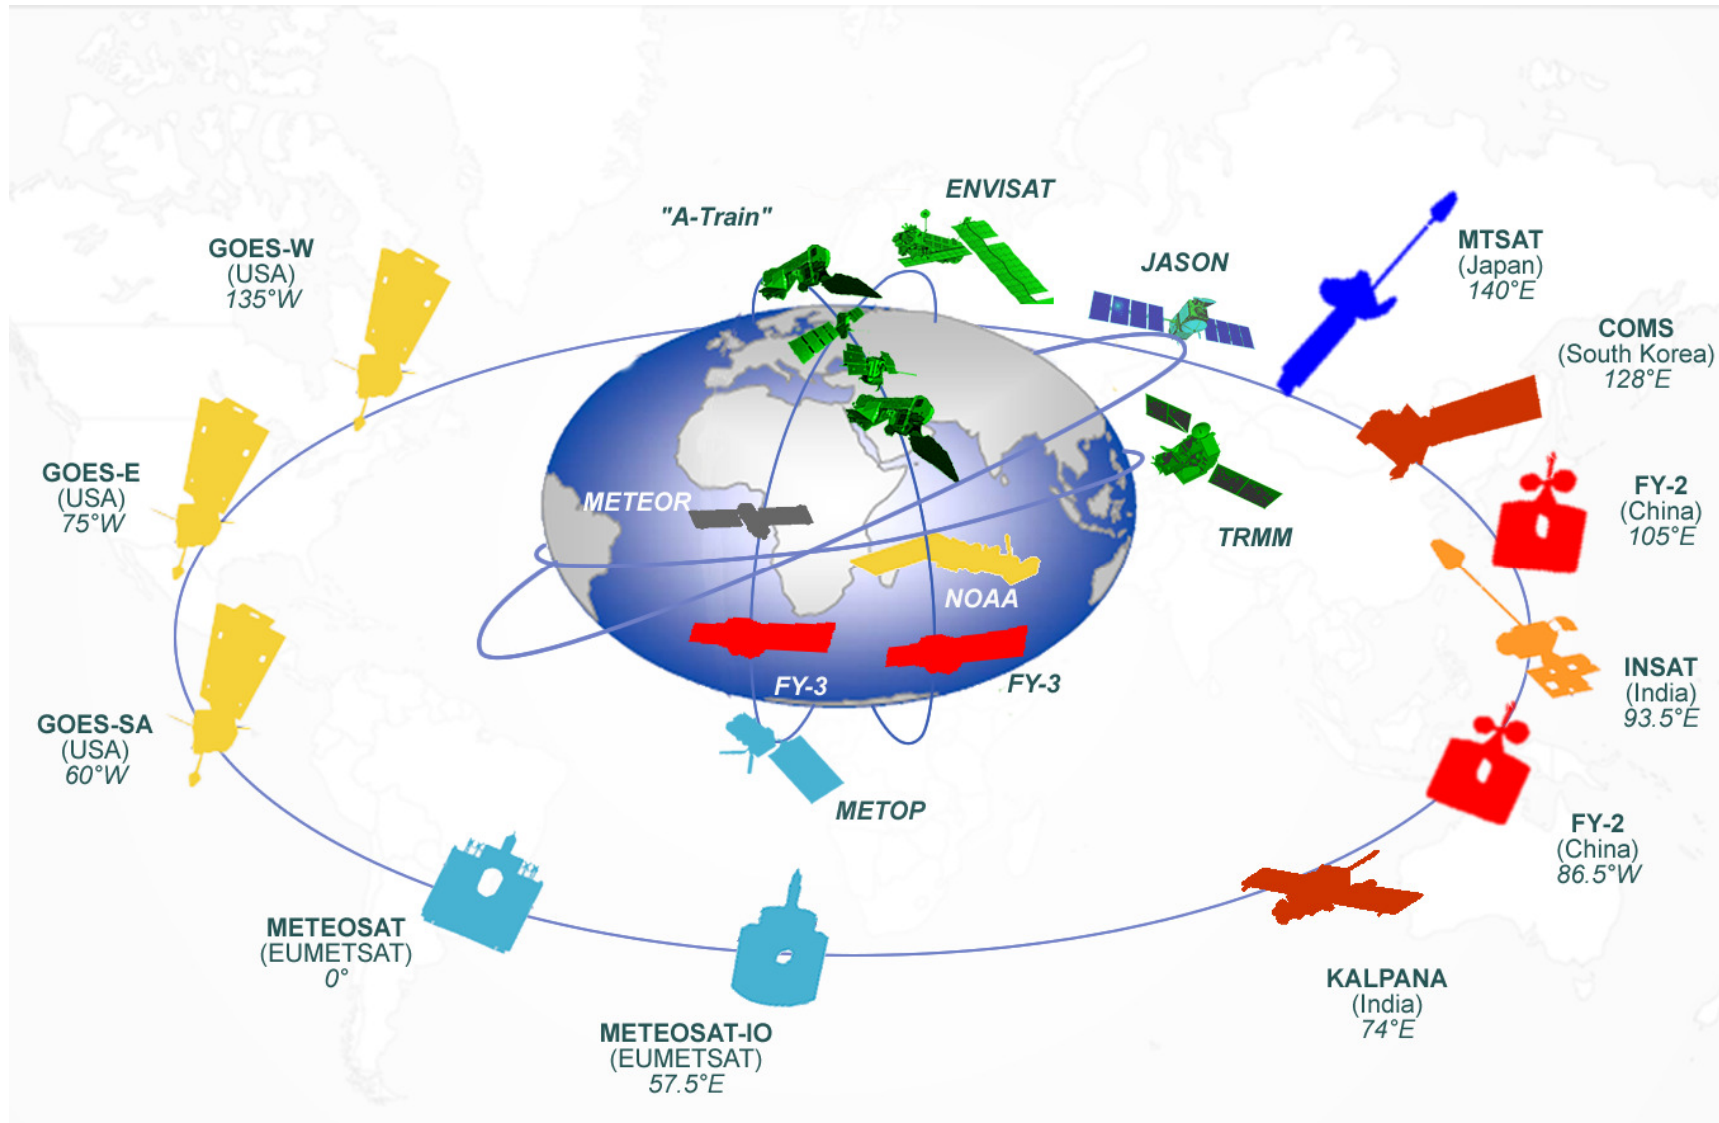 ENVISAT
"A-Train"
GOES-W
(USA)
135°W
JASON
MTSAT
(Japan)
140°E
COMS
(South Korea)
128°E
GOES-E
(USA)
75°W
METEOR
FY-2
(China)
105°E
TRMM
NOAA
FY-3
FY-3
INSAT
(India)
93.5°E
GOES-SA
(USA)
60°W
METOP
FY-2
(China)
86.5°W
METEOSAT
(EUMETSAT)
0°
KALPANA
(India)
74°E
METEOSAT-IO
(EUMETSAT)
57.5°E